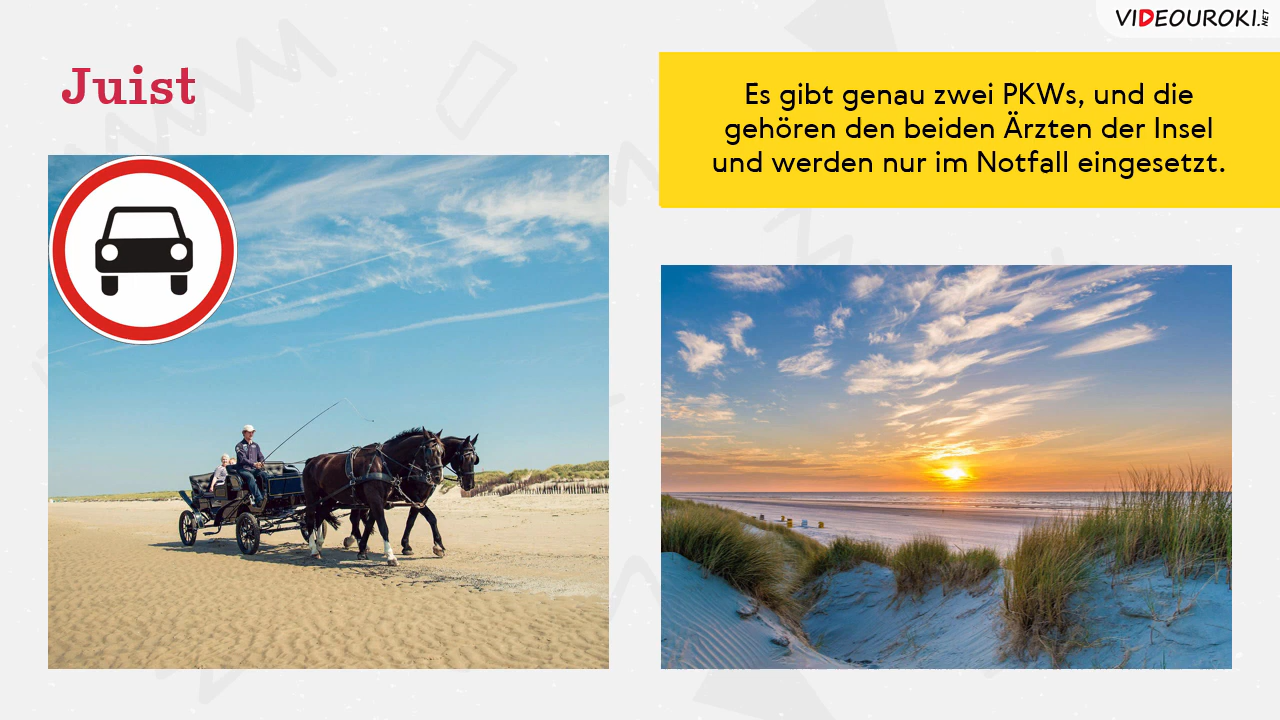 VIDEOUROKI.NET
Juist
Es gibt genau zwei PKWs, und die
gehören den beiden Ärzten der Insel
und werden nur im Notfall eingesetzt.